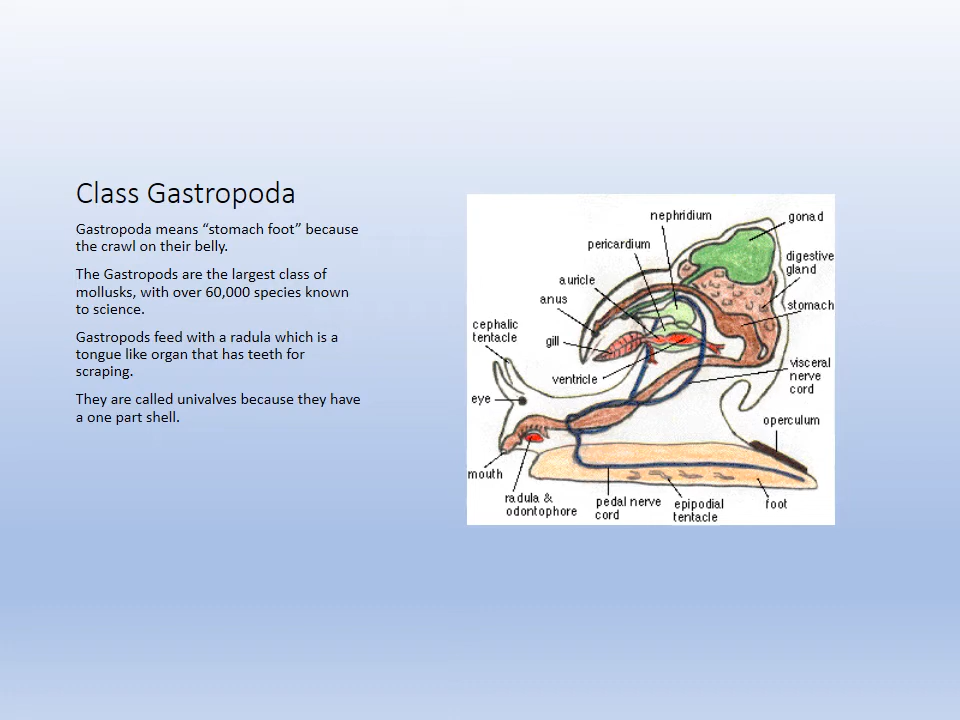 Class Gastropoda
Gastropoda means “stomach foot” because
the crawl on their belly.
The Gastropods are the largest class of
mollusks, with over 60,000 species known
to science.
Gastropods feed with a radula which is a
tongue like organ that has teeth for
scraping.
They are called univalves because they have
a one part shell.
nephridium
gonad
pericardium
digestive
gland
auricle
anus
stomach
cephalic
tentacle
gill
visceral
nerve
cord
ventricle
eye
operculum
mouth
radula &
odontophore
pedal nerve
cord
epipodial
tentacle
foot